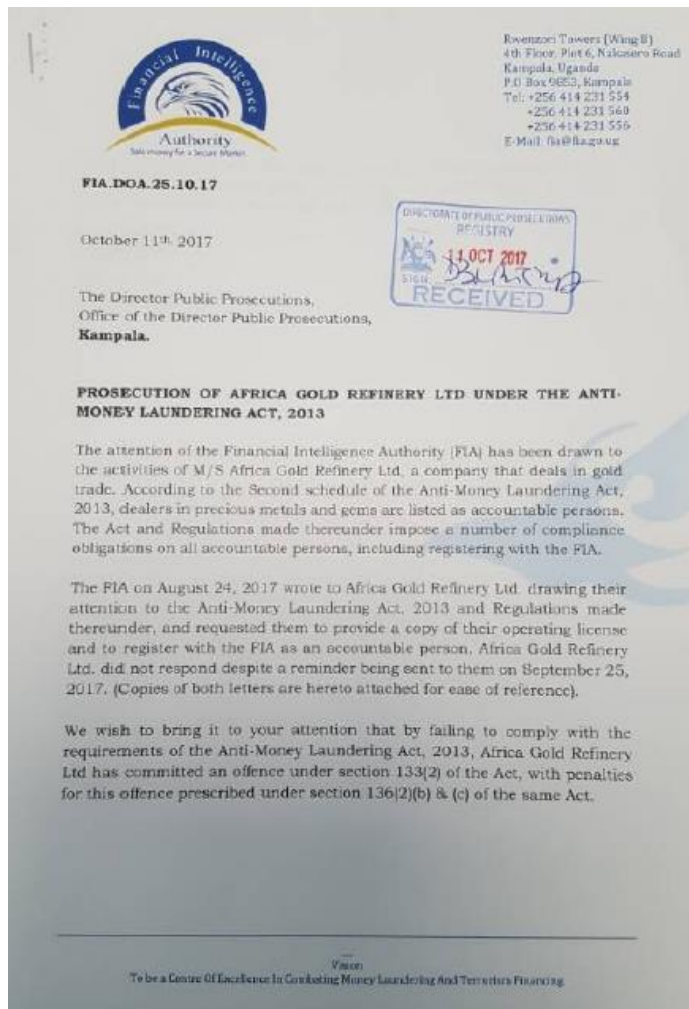 Financial Intelligence
Authority
Safe money for a Secure Market
Rwenzori Towers (Wing B)
4th Floor, Plot 6, Nakasero Road
Kampala, Uganda
P.O Box 9853, Kampala
Tel: +256 414 231 554
+256 414 231 560
+256 414 231 556
E-Mail: fia@fia.go.ug
FIA.DOA.25.10.17
October 11th, 2017
DIRECTORATE OF PUBLIC PROSECUTIONS
REGISTRY
11 OCT 2017
SIGN:
RECEIVED
The Director Public Prosecutions,
Office of the Director Public Prosecutions,
Kampala.
PROSECUTION OF AFRICA GOLD REFINERY LTD UNDER THE ANTI-
MONEY LAUNDERING ACT, 2013
The attention of the Financial Intelligence Authority (FIA) has been drawn to
the activities of M/S Africa Gold Refinery Ltd, a company that deals in gold
trade. According to the Second schedule of the Anti-Money Laundering Act,
2013, dealers in precious metals and gems are listed as accountable persons.
The Act and Regulations made thereunder impose a number of compliance
obligations on all accountable persons, including registering with the FIA.
The FIA on August 24, 2017 wrote to Africa Gold Refinery Ltd. drawing their
attention to the Anti-Money Laundering Act, 2013 and Regulations made
thereunder, and requested them to provide a copy of their operating license
and to register with the FIA as an accountable person. Africa Gold Refinery
Ltd. did not respond despite a reminder being sent to them on September 25,
2017. (Copies of both letters are hereto attached for ease of reference).
We wish to bring it to your attention that by failing to comply with the
requirements of the Anti-Money Laundering Act, 2013, Africa Gold Refinery
Ltd has committed an offence under section 133(2) of the Act, with penalties
for this offence prescribed under section 136(2)(b) & (c) of the same Act.
Vision
To be a Centre Of Excellence In Combating Money Laundering And Terrorism Financing